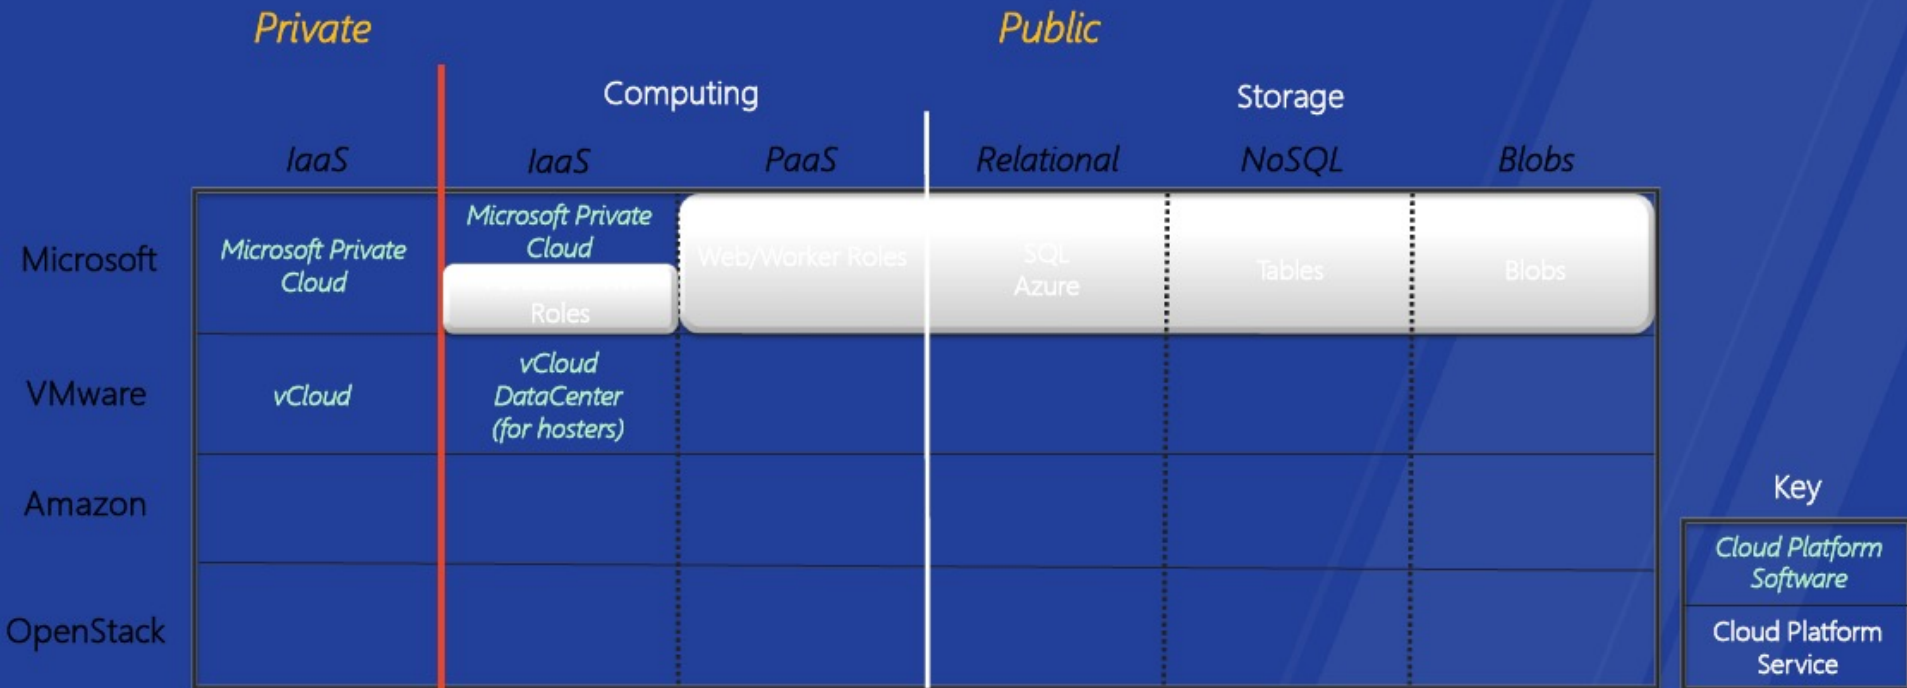 Private
Public
Computing
Storage
IaaS
IaaS
PaaS
Relational
NoSQL
Blobs
Microsoft
Microsoft Private
Cloud
Microsoft Private
Cloud
Roles
Web/Worker Roles
SQL
Azure
Tables
Blobs
VMware
vCloud
vCloud
DataCenter
(for hosters)
Amazon
OpenStack
Key
Cloud Platform
Software
Cloud Platform
Service